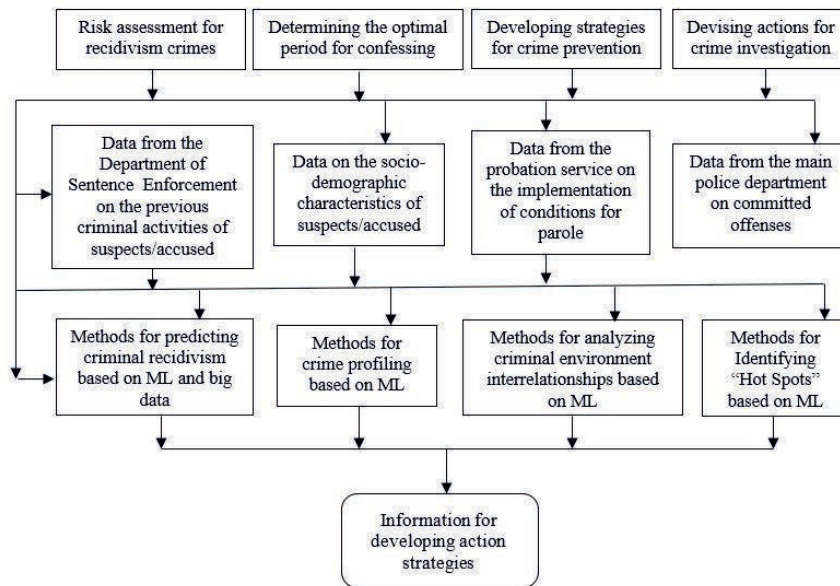 Risk assessment for
recidivism crimes
Determining the optimal
period for confessing
Developing strategies
for crime prevention
Devising actions for
crime investigation
Data from the
Department of
Sentence Enforcement
on the previous
criminal activities of
suspects/accused
Data on the socio-
demographic
characteristics of
suspects/accused
Data from the
probation service on
the implementation
of conditions for
parole
Data from the main
police department
on committed
offenses
Methods for predicting
criminal recidivism
based on ML and big
data
Methods for
crime profiling
based on ML
Methods for analyzing
criminal environment
interrelationships based
on ML
Methods for
Identifying
“Hot Spots”
based on ML
Information for
developing action
strategies